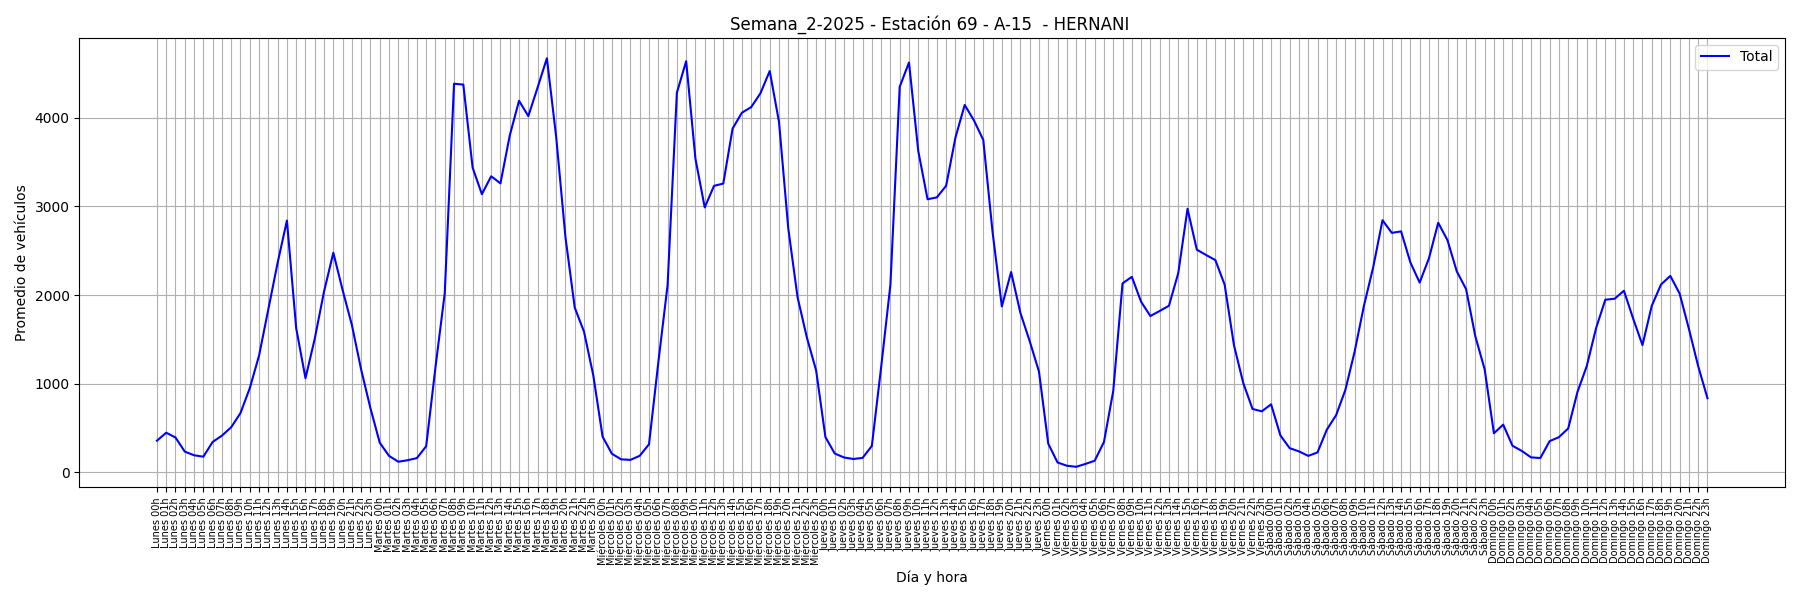 Semana_2-2025 - Estación 69 - A-15 - HERNANI
Total
Promedio de vehículos
4000
3000
2000
1000
0
Lunes 00h
Lunes 01h
Lunes 02h
Lunes 03h
Lunes 04h
Lunes 05h
Lunes 06h
Lunes 07h
Lunes 08h
Lunes 09h
Lunes 10h
Lunes 11h
Lunes 12h
Lunes 13h
Lunes 14h
Lunes 15h
Lunes 16h
Lunes 17h
Lunes 18h
Lunes 19h
Lunes 20h
Lunes 21h
Lunes 22h
Lunes 23h
Martes 00h
Martes 01h
Martes 02h
Martes 03h
Martes 04h
Martes 05h
Martes 06h
Martes 07h
Martes 08h
Martes 09h
Martes 10h
Martes 11h
Martes 12h
Martes 13h
Martes 14h
Martes 15h
Martes 16h
Martes 17h
Martes 18h
Martes 19h
Martes 20h
Martes 21h
Martes 22h
Martes 23h
Miércoles 00h
Miércoles 01h
Miércoles 02h
Miércoles 03h
Miércoles 04h
Miércoles 05h
Miércoles 06h
Miércoles 07h
Miércoles 08h
Miércoles 09h
Miércoles 10h
Miércoles 11h
Miércoles 12h
Miércoles 13h
Miércoles 14h
Miércoles 15h
Miércoles 16h
Miércoles 17h
Miércoles 18h
Miércoles 19h
Miércoles 20h
Miércoles 21h
Miércoles 22h
Miércoles 23h
Jueves 00h
Jueves 01h
Jueves 02h
Jueves 03h
Jueves 04h
Jueves 05h
Jueves 06h
Jueves 07h
Jueves 08h
Jueves 09h
Jueves 10h
Jueves 11h
Jueves 12h
Jueves 13h
Jueves 14h
Jueves 15h
Jueves 16h
Jueves 17h
Jueves 18h
Jueves 19h
Jueves 20h
Jueves 21h
Jueves 22h
Jueves 23h
Viernes 00h
Viernes 01h
Viernes 02h
Viernes 03h
Viernes 04h
Viernes 05h
Viernes 06h
Viernes 07h
Viernes 08h
Viernes 09h
Viernes 10h
Viernes 11h
Viernes 12h
Viernes 13h
Viernes 14h
Viernes 15h
Viernes 16h
Viernes 17h
Viernes 18h
Viernes 19h
Viernes 20h
Viernes 21h
Viernes 22h
Viernes 23h
Sábado 00h
Sábado 01h
Sábado 02h
Sábado 03h
Sábado 04h
Sábado 05h
Sábado 06h
Sábado 07h
Sábado 08h
Sábado 09h
Sábado 10h
Sábado 11h
Sábado 12h
Sábado 13h
Sábado 14h
Sábado 15h
Sábado 16h
Sábado 17h
Sábado 18h
Sábado 19h
Sábado 20h
Sábado 21h
Sábado 22h
Sábado 23h
Domingo 00h
Domingo 01h
Domingo 02h
Domingo 03h
Domingo 04h
Domingo 05h
Domingo 06h
Domingo 07h
Domingo 08h
Domingo 09h
Domingo 10h
Domingo 11h
Domingo 12h
Domingo 13h
Domingo 14h
Domingo 15h
Domingo 16h
Domingo 17h
Domingo 18h
Domingo 19h
Domingo 20h
Domingo 21h
Domingo 22h
Domingo 23h
Día y hora